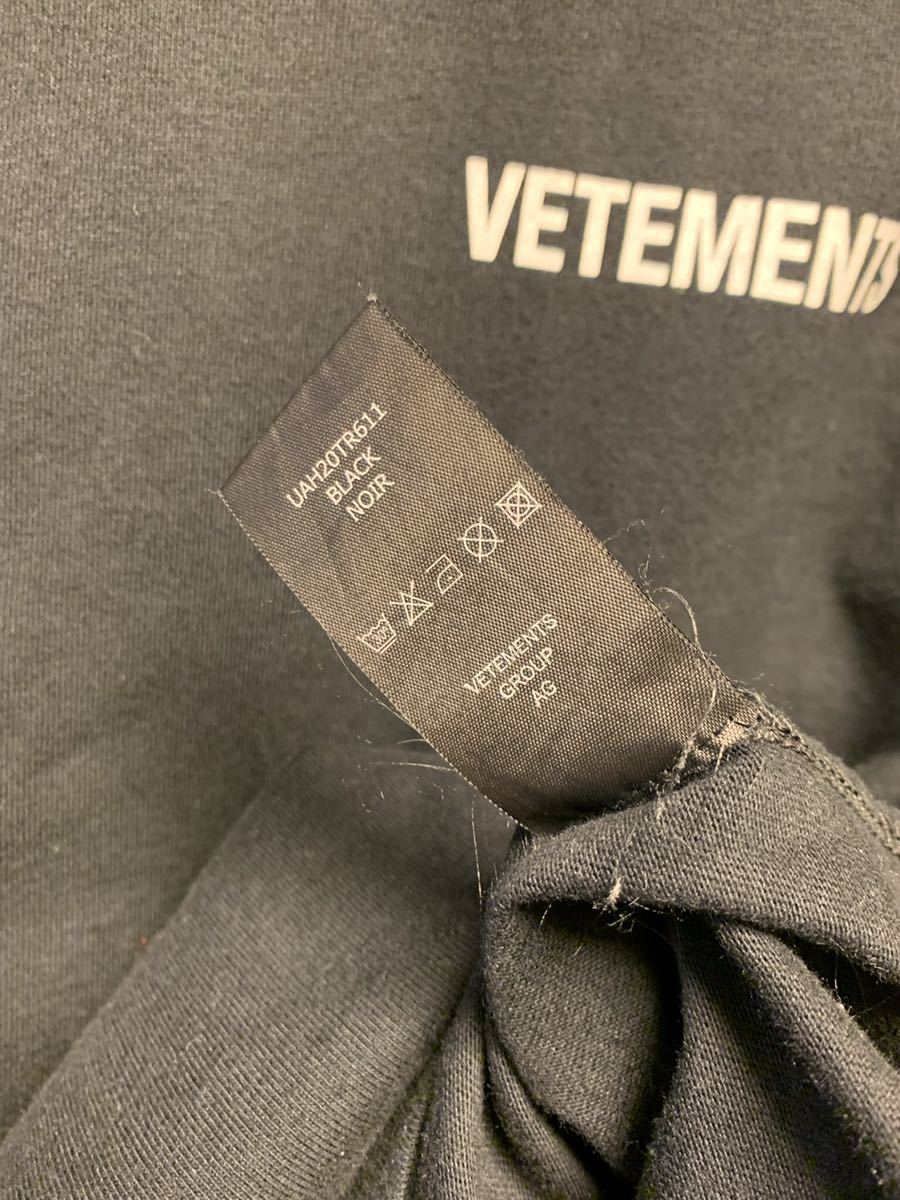 VETEMENTS
UAH20TR611
BLACK
NOIR
VETEMENTS
GROUP
AG